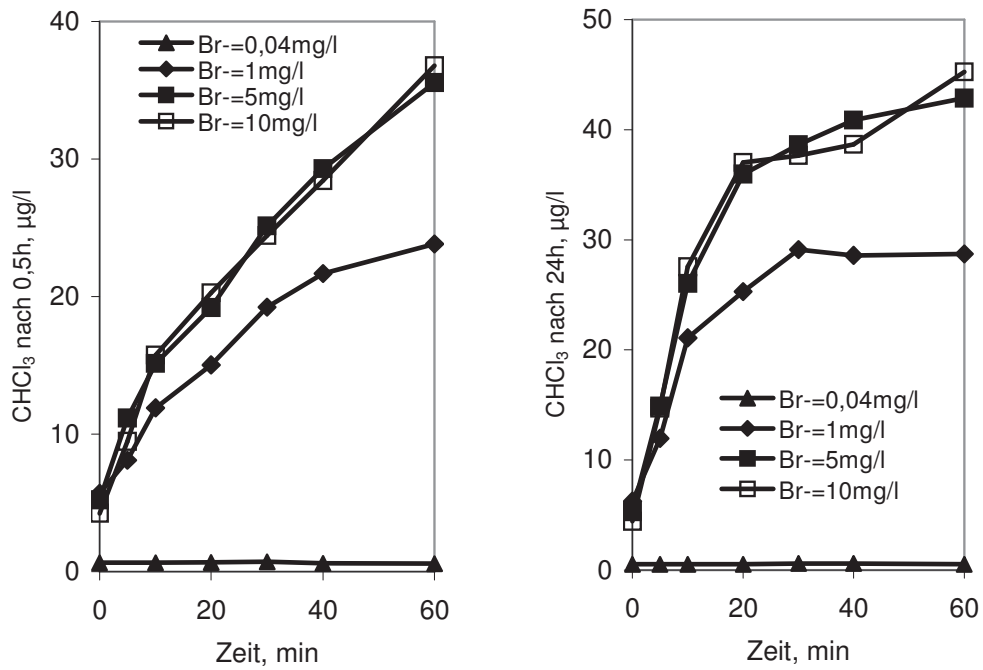 40
30
20
10
0
CHCl₃ nach 0,5h, µg/l
Br-=0,04mg/l
Br-=1mg/l
Br-=5mg/l
Br-=10mg/l
0 20 40 60
Zeit, min
50
40
30
20
10
0
CHCl₃ nach 24h, µg/l
Br-=0,04mg/l
Br-=1mg/l
Br-=5mg/l
Br-=10mg/l
0 20 40 60
Zeit, min